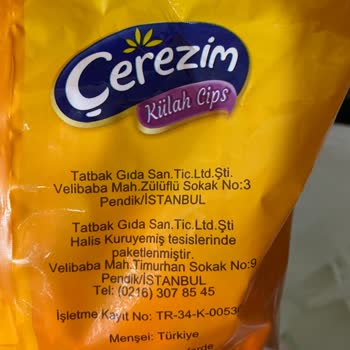 Çerezim
Külah Cips
Tatbak Gıda San.Tic.Ltd.Şti.
Velibaba Mah.Zülüflü Sokak No:3
Pendik/İSTANBUL
Tatbak Gıda San.Tic.Ltd.Şti
Halis Kuruyemiş tesislerinde
paketlenmiştir.
Velibaba Mah.Timurhan Sokak No:9
Pendik/İSTANBUL
Tel: (0216) 307 85 45
İşletme Kayıt No: TR-34-K-0053
Menşei: Türkiye